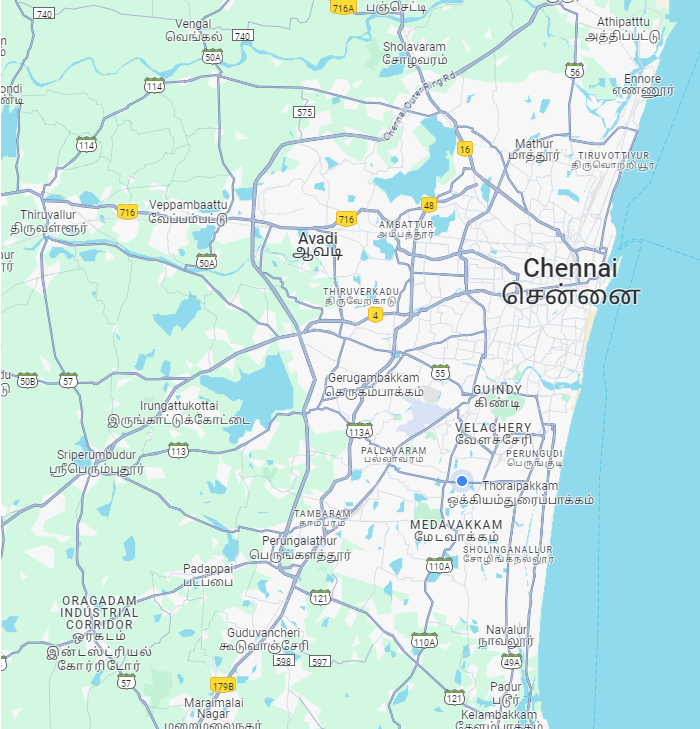 740
716A
பஞ்செட்டி
Athipatttu
அத்திப்பட்டு
Vengal
வெங்கல்
740
50A
Sholavaram
சோழவரம்
56
Ennore
எண்ணூர்
114
Chennai Outer Ring Rd
575
114
16
Mathur
மாத்தூர்
TIRUVOTTIYUR
திருவொற்றியூர்
Thiruvallur
திருவள்ளூர்
716
Veppambaattu
வேப்பம்பட்டு
48
716
AMBATTUR
அம்பத்தூர்
Avadi
ஆவடி
50A
Chennai
சென்னை
THIRUVERKADU
திருவேற்காடு
4
50B
57
55
Gerugambakkam
கெருகம்பாக்கம்
GUINDY
கிண்டி
Irungattukottai
இருங்காட்டுக்கோட்டை
113A
VELACHERY
வேளச்சேரி
113
PALLAVARAM
பல்லாவரம்
PERUNGUDI
பெருங்குடி
Sriperumbudur
ஸ்ரீபெரும்புதூர்
Thoraipakkam
ஒக்கியம்துரைப்பாக்கம்
TAMBARAM
தாம்பரம்
MEDAVAKKAM
மேடவாக்கம்
Perungalathur
பெருங்களத்தூர்
SHOLINGANALLUR
சோழிங்கநல்லூர்
Padappai
படப்பை
110A
121
ORAGADAM
INDUSTRIAL
CORRIDOR
ஒரகடம்
இன்டஸ்ட்ரியல்
கோர்ரிடோர்
Guduvancheri
கூடுவாஞ்சேரி
598
597
110A
Navalur
நாவலூர்
49A
57
179B
121
Padur
படூர்
Maraimalai
Nagar
மறைமலைநகர்
Kelambakkam
கேளம்பாக்கம்